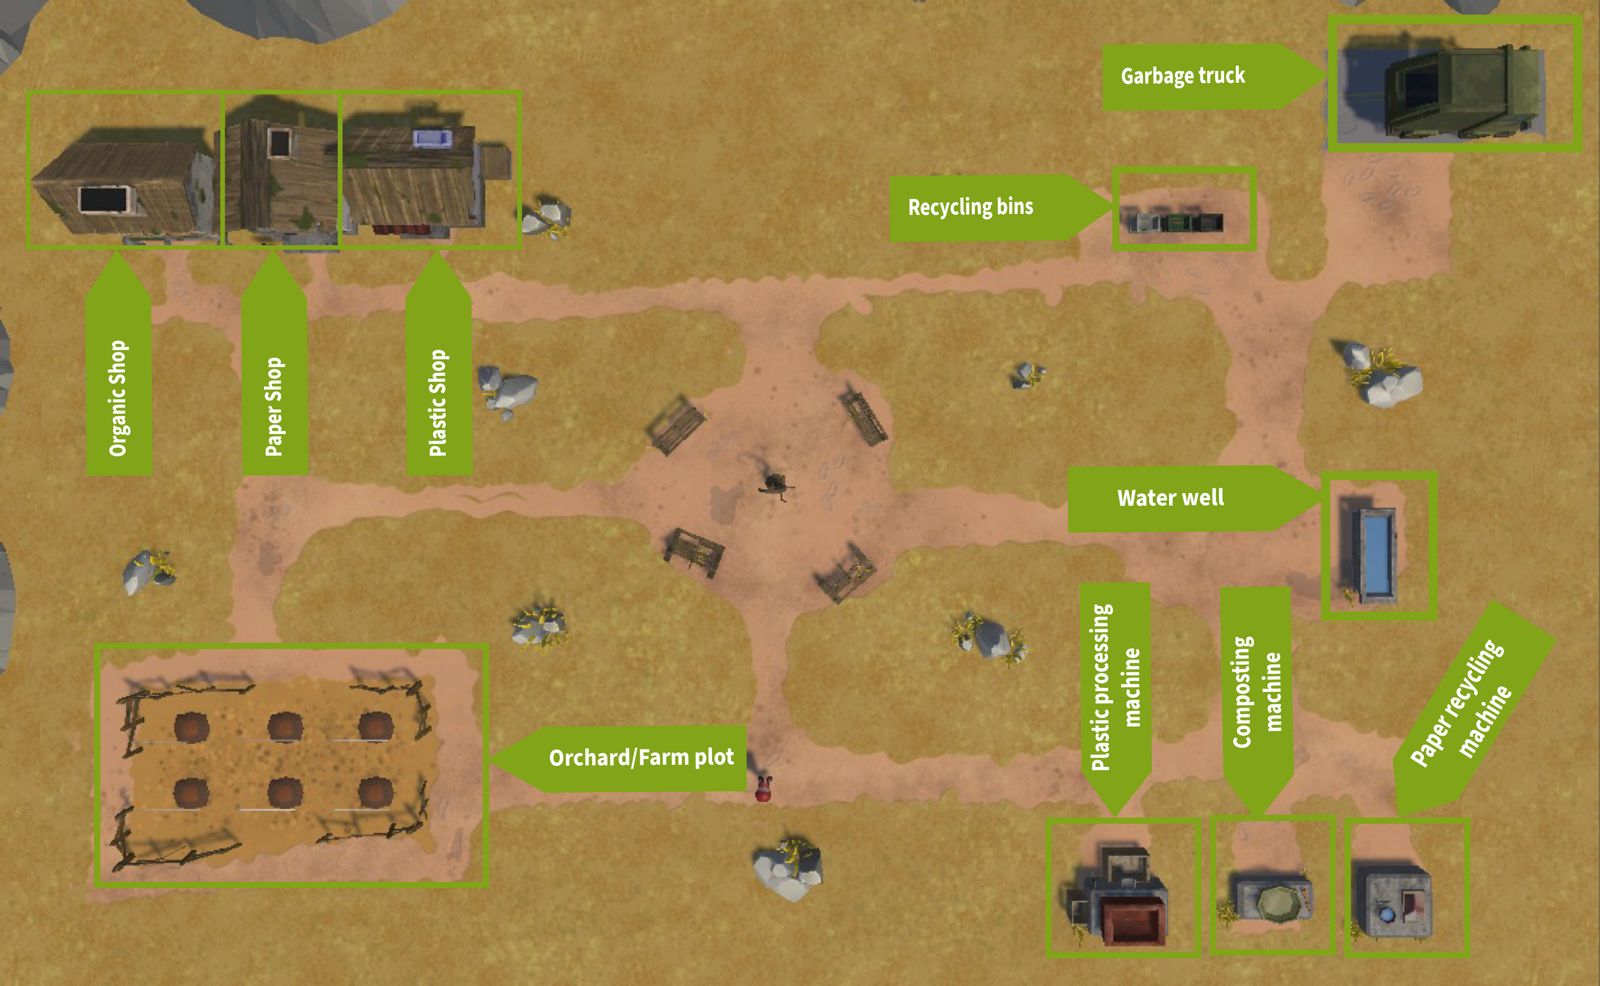 Garbage truck
Recycling bins
Organic Shop
Paper Shop
Plastic Shop
Water well
Plastic processing
machine
Composting
machine
Paper recycling
machine
Orchard/Farm plot